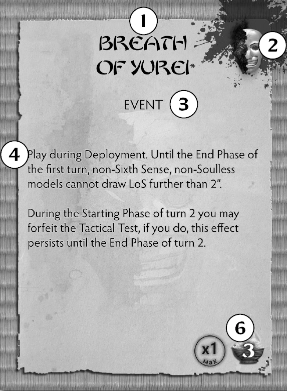 1
BREATH
OF YUREI
2
EVENT 3
4 Play during Deployment. Until the End Phase of
the first turn, non-Sixth Sense, non-Soulless
models cannot draw LoS further than 2".
During the Starting Phase of turn 2 you may
forfeit the Tactical Test, if you do, this effect
persists until the End Phase of turn 2.
6
x1
MAX
3